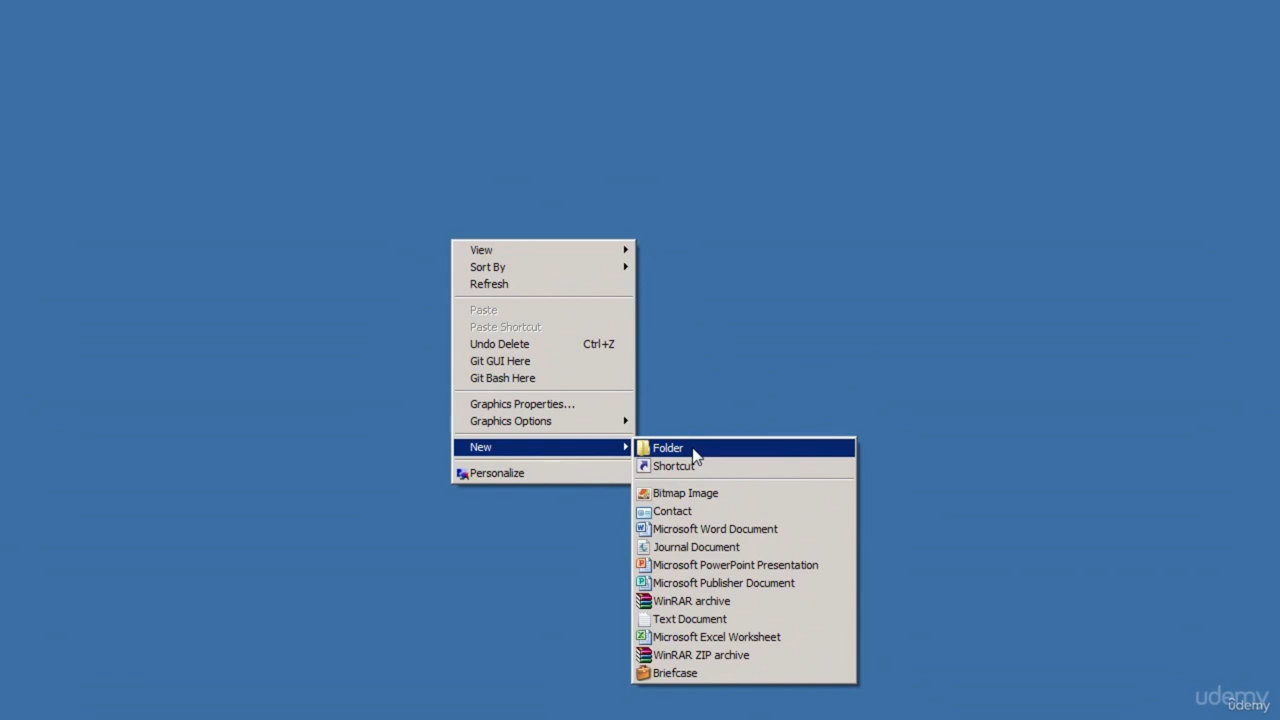 View
Sort By
Refresh
Paste
Paste Shortcut
Undo Delete Ctrl+Z
Git GUI Here
Git Bash Here
Graphics Properties...
Graphics Options
New
Personalize
Folder
Shortcut
Bitmap Image
Contact
Microsoft Word Document
Journal Document
Microsoft PowerPoint Presentation
Microsoft Publisher Document
WinRAR archive
Text Document
Microsoft Excel Worksheet
WinRAR ZIP archive
Briefcase
udemy
ûdemy